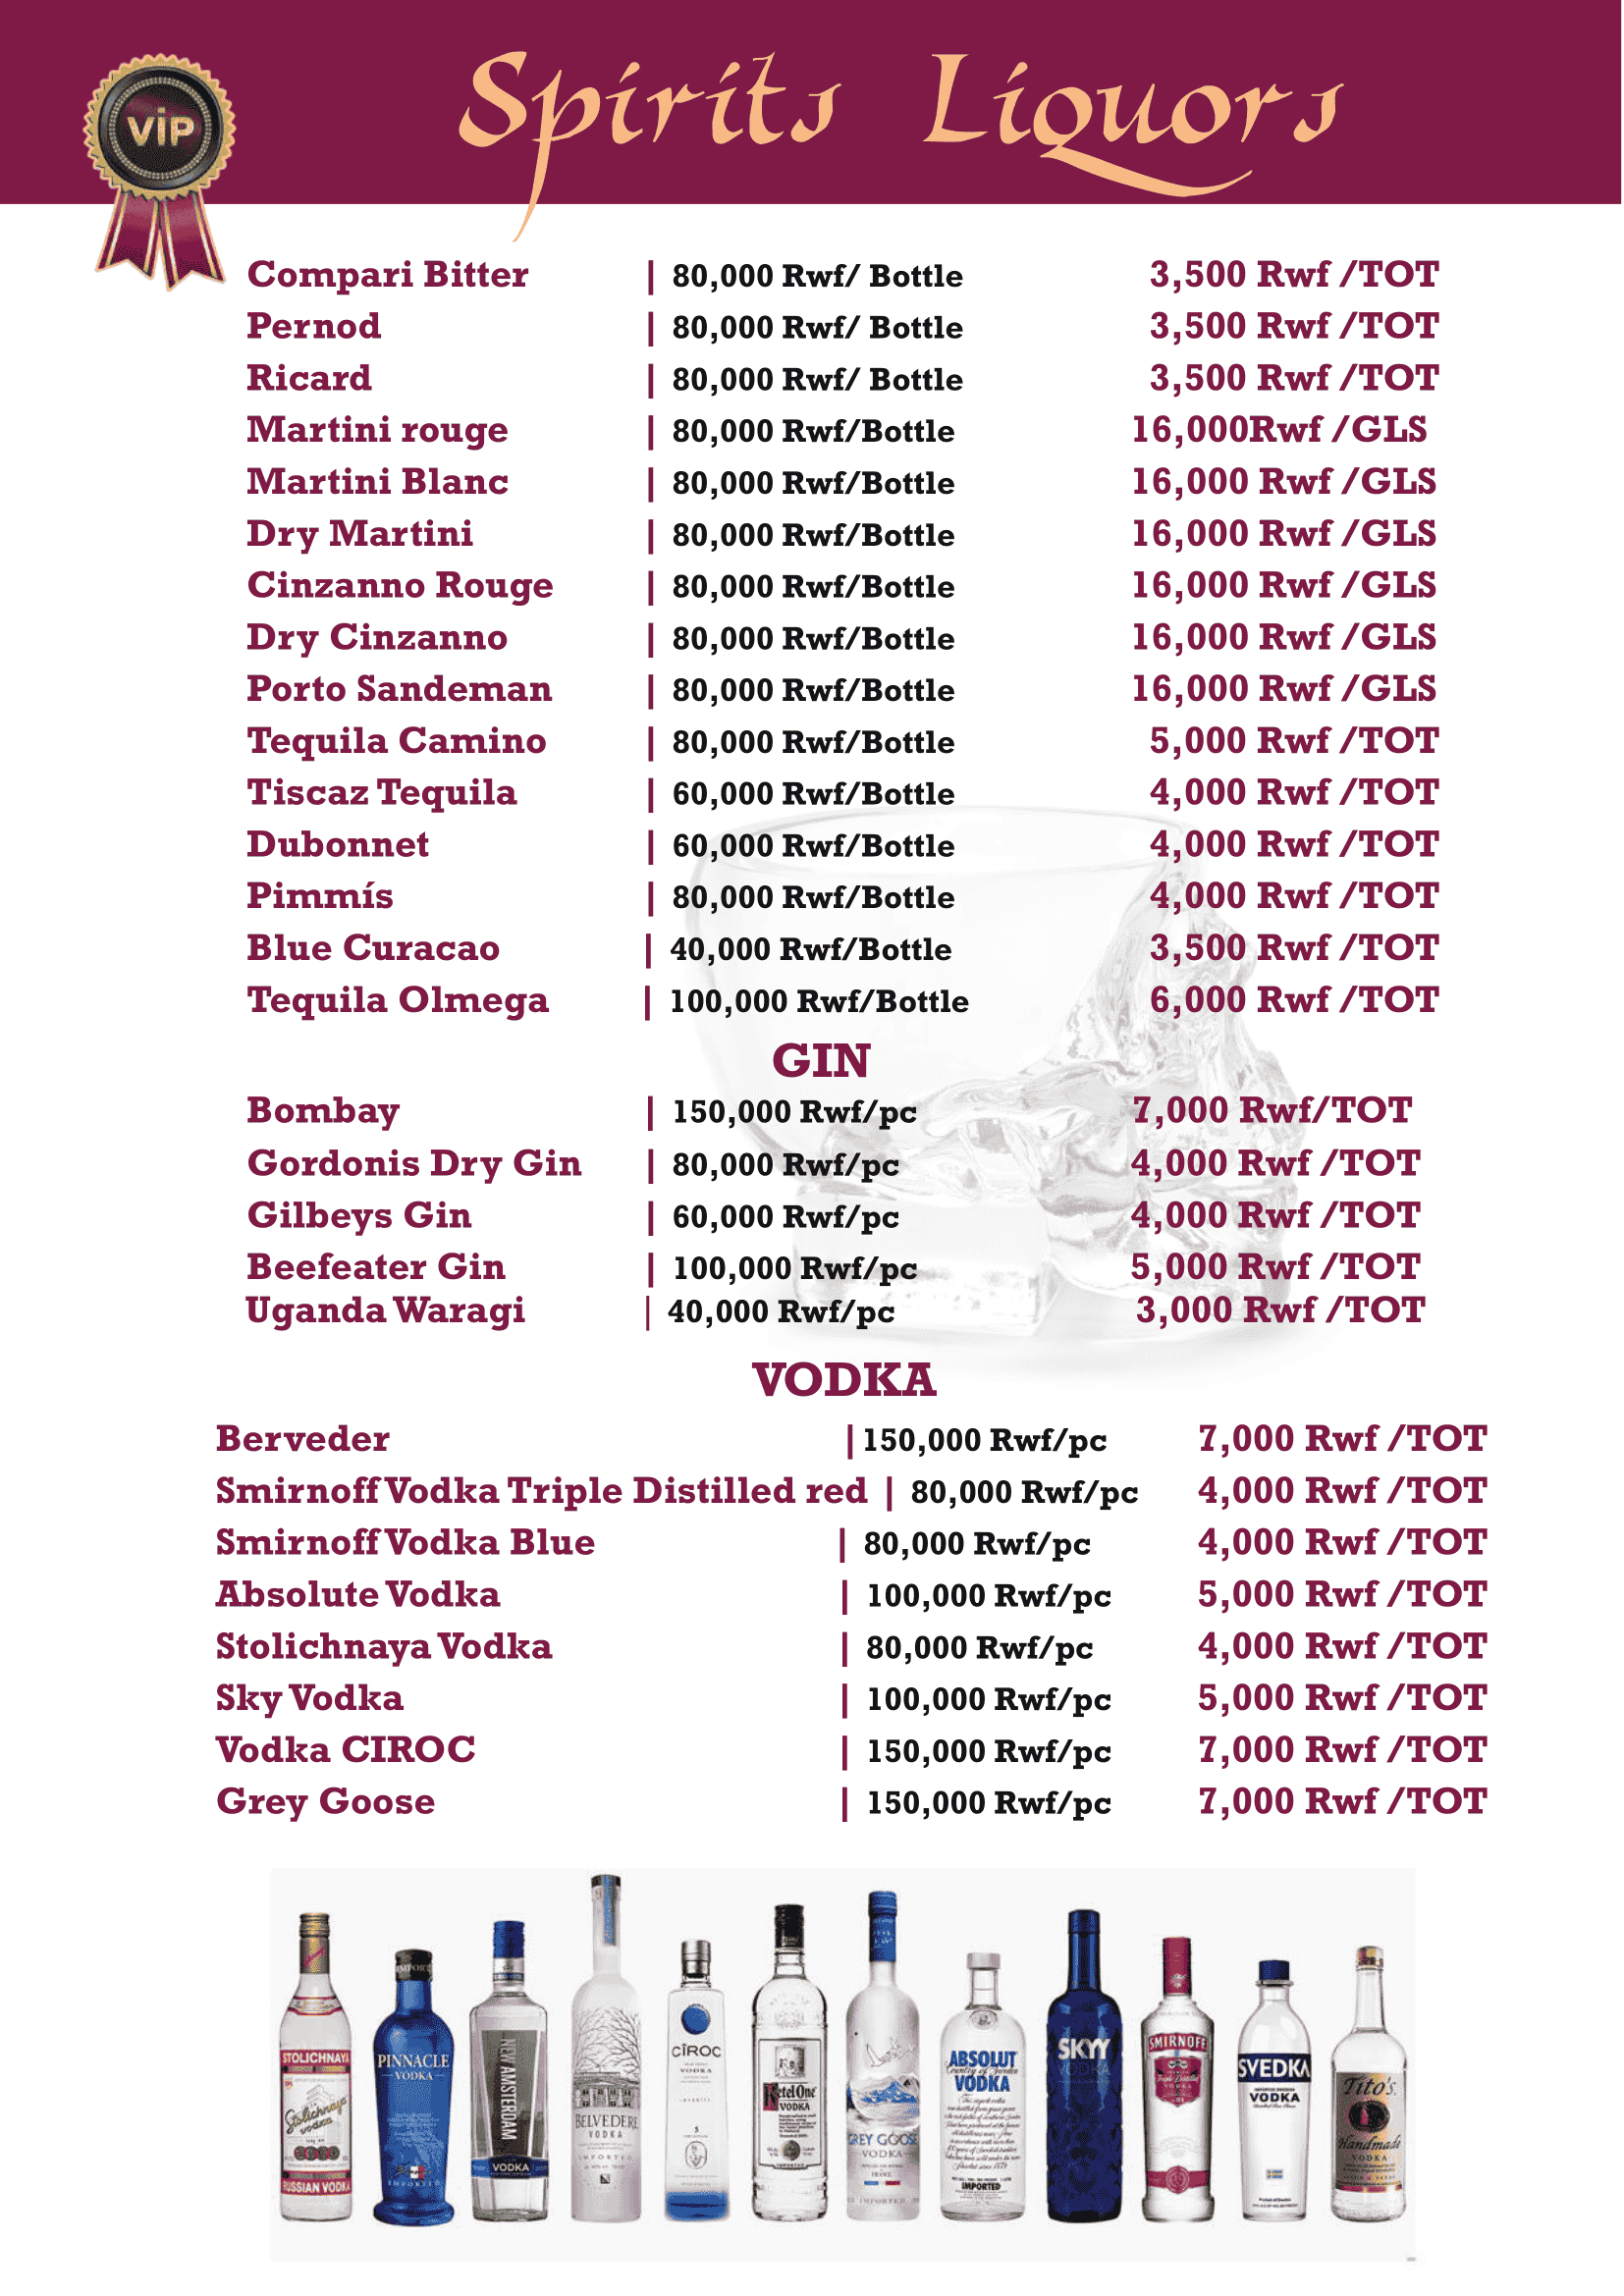 ViP
Spirits Liquors
Compari Bitter | 80,000 Rwf/ Bottle 3,500 Rwf /TOT
Pernod | 80,000 Rwf/ Bottle 3,500 Rwf /TOT
Ricard | 80,000 Rwf/ Bottle 3,500 Rwf /TOT
Martini rouge | 80,000 Rwf/Bottle 16,000Rwf /GLS
Martini Blanc | 80,000 Rwf/Bottle 16,000 Rwf /GLS
Dry Martini | 80,000 Rwf/Bottle 16,000 Rwf /GLS
Cinzanno Rouge | 80,000 Rwf/Bottle 16,000 Rwf /GLS
Dry Cinzanno | 80,000 Rwf/Bottle 16,000 Rwf /GLS
Porto Sandeman | 80,000 Rwf/Bottle 16,000 Rwf /GLS
Tequila Camino | 80,000 Rwf/Bottle 5,000 Rwf /TOT
Tiscaz Tequila | 60,000 Rwf/Bottle 4,000 Rwf /TOT
Dubonnet | 60,000 Rwf/Bottle 4,000 Rwf /TOT
Pimmís | 80,000 Rwf/Bottle 4,000 Rwf /TOT
Blue Curacao | 40,000 Rwf/Bottle 3,500 Rwf /TOT
Tequila Olmega | 100,000 Rwf/Bottle 6,000 Rwf /TOT
GIN
Bombay | 150,000 Rwf/pc 7,000 Rwf/TOT
Gordonis Dry Gin | 80,000 Rwf/pc 4,000 Rwf /TOT
Gilbeys Gin | 60,000 Rwf/pc 4,000 Rwf /TOT
Beefeater Gin | 100,000 Rwf/pc 5,000 Rwf /TOT
Uganda Waragi | 40,000 Rwf/pc 3,000 Rwf /TOT
VODKA
Berveder | 150,000 Rwf/pc 7,000 Rwf /TOT
Smirnoff Vodka Triple Distilled red | 80,000 Rwf/pc 4,000 Rwf /TOT
Smirnoff Vodka Blue | 80,000 Rwf/pc 4,000 Rwf /TOT
Absolute Vodka | 100,000 Rwf/pc 5,000 Rwf /TOT
Stolichnaya Vodka | 80,000 Rwf/pc 4,000 Rwf /TOT
Sky Vodka | 100,000 Rwf/pc 5,000 Rwf /TOT
Vodka CIROC | 150,000 Rwf/pc 7,000 Rwf /TOT
Grey Goose | 150,000 Rwf/pc 7,000 Rwf /TOT
STOLICHNAYA
Stolichnaya
vodka
RUSSIAN VODKA
PINNACLE
VODKA
IMPORTED
NEW AMSTERDAM
VODKA
BELVEDERE
VODKA
IMPORTED
CÎROC
VODKA
Ketel One
VODKA
IMPORTED
GREY GOOSE
VODKA
FRANCE
IMPORTED
ABSOLUT
Country of Sweden
VODKA
IMPORTED
SKYY
VODKA
SMIRNOFF
Triple Distilled
VODKA
SVEDKA
VODKA
Tito's
Handmade
VODKA